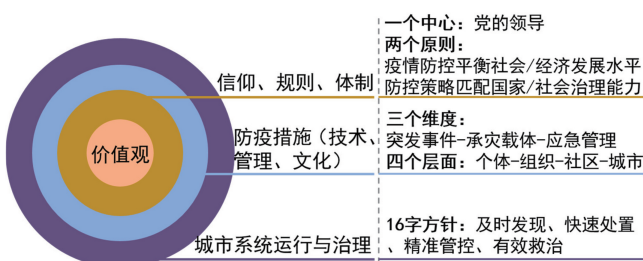 价值观
信仰、规则、体制
一个中心：党的领导
两个原则：
疫情防控平衡社会/经济发展水平
防控策略匹配国家/社会治理能力
防疫措施（技术、
管理、文化）
三个维度：
突发事件-承灾载体-应急管理
四个层面：个体-组织-社区-城市
城市系统运行与治理
16字方针：及时发现、快速处置
、精准管控、有效救治